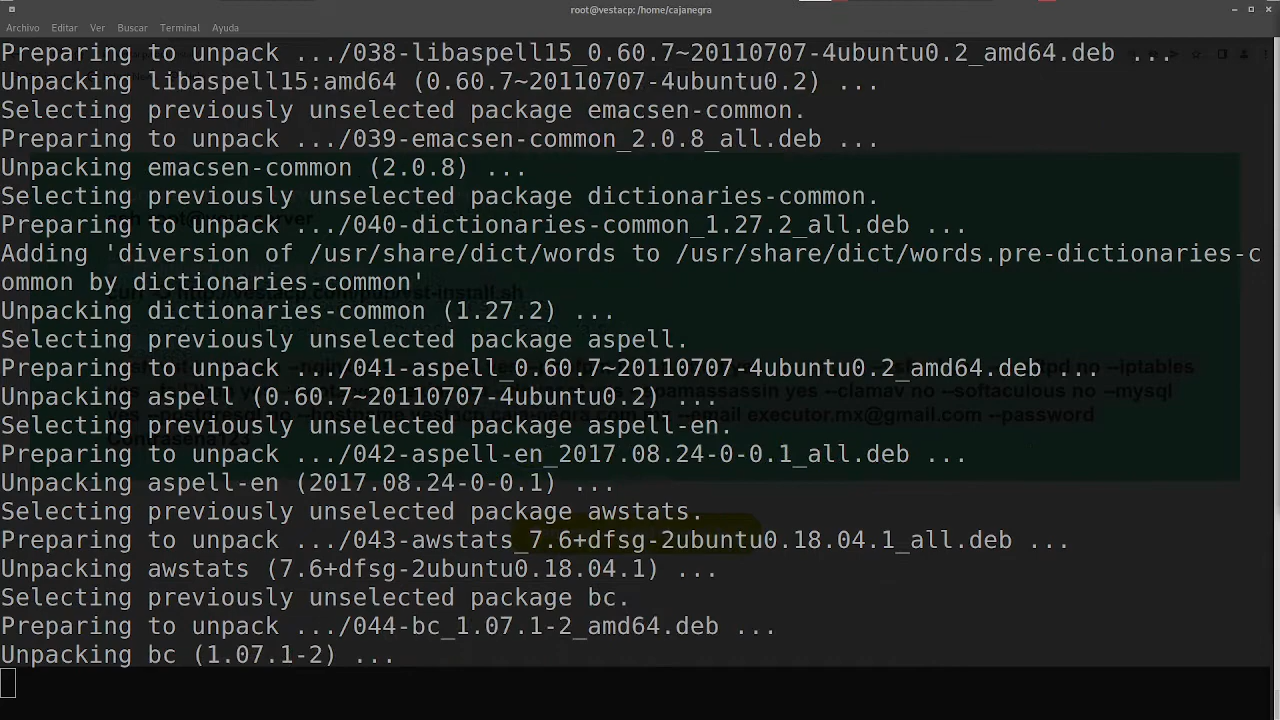 root@vestacp: /home/cajanegra
Archivo Editar Ver Buscar Terminal Ayuda
Preparing to unpack .../038-libaspell15_0.60.7~20110707-4ubuntu0.2_amd64.deb ...
Unpacking libaspell15:amd64 (0.60.7~20110707-4ubuntu0.2) ...
Selecting previously unselected package emacsen-common.
Preparing to unpack .../039-emacsen-common_2.0.8_all.deb ...
Unpacking emacsen-common (2.0.8) ...
Selecting previously unselected package dictionaries-common.
Preparing to unpack .../040-dictionaries-common_1.27.2_all.deb ...
Adding 'diversion of /usr/share/dict/words to /usr/share/dict/words.pre-dictionaries-c
ommon by dictionaries-common'
Unpacking dictionaries-common (1.27.2) ...
Selecting previously unselected package aspell.
Preparing to unpack .../041-aspell_0.60.7~20110707-4ubuntu0.2_amd64.deb ...
Unpacking aspell (0.60.7~20110707-4ubuntu0.2) ...
Selecting previously unselected package aspell-en.
Preparing to unpack .../042-aspell-en_2017.08.24-0-0.1_all.deb ...
Unpacking aspell-en (2017.08.24-0-0.1) ...
Selecting previously unselected package awstats.
Preparing to unpack .../043-awstats_7.6+dfsg-2ubuntu0.18.04.1_all.deb ...
Unpacking awstats (7.6+dfsg-2ubuntu0.18.04.1) ...
Selecting previously unselected package bc.
Preparing to unpack .../044-bc_1.07.1-2_amd64.deb ...
Unpacking bc (1.07.1-2) ...